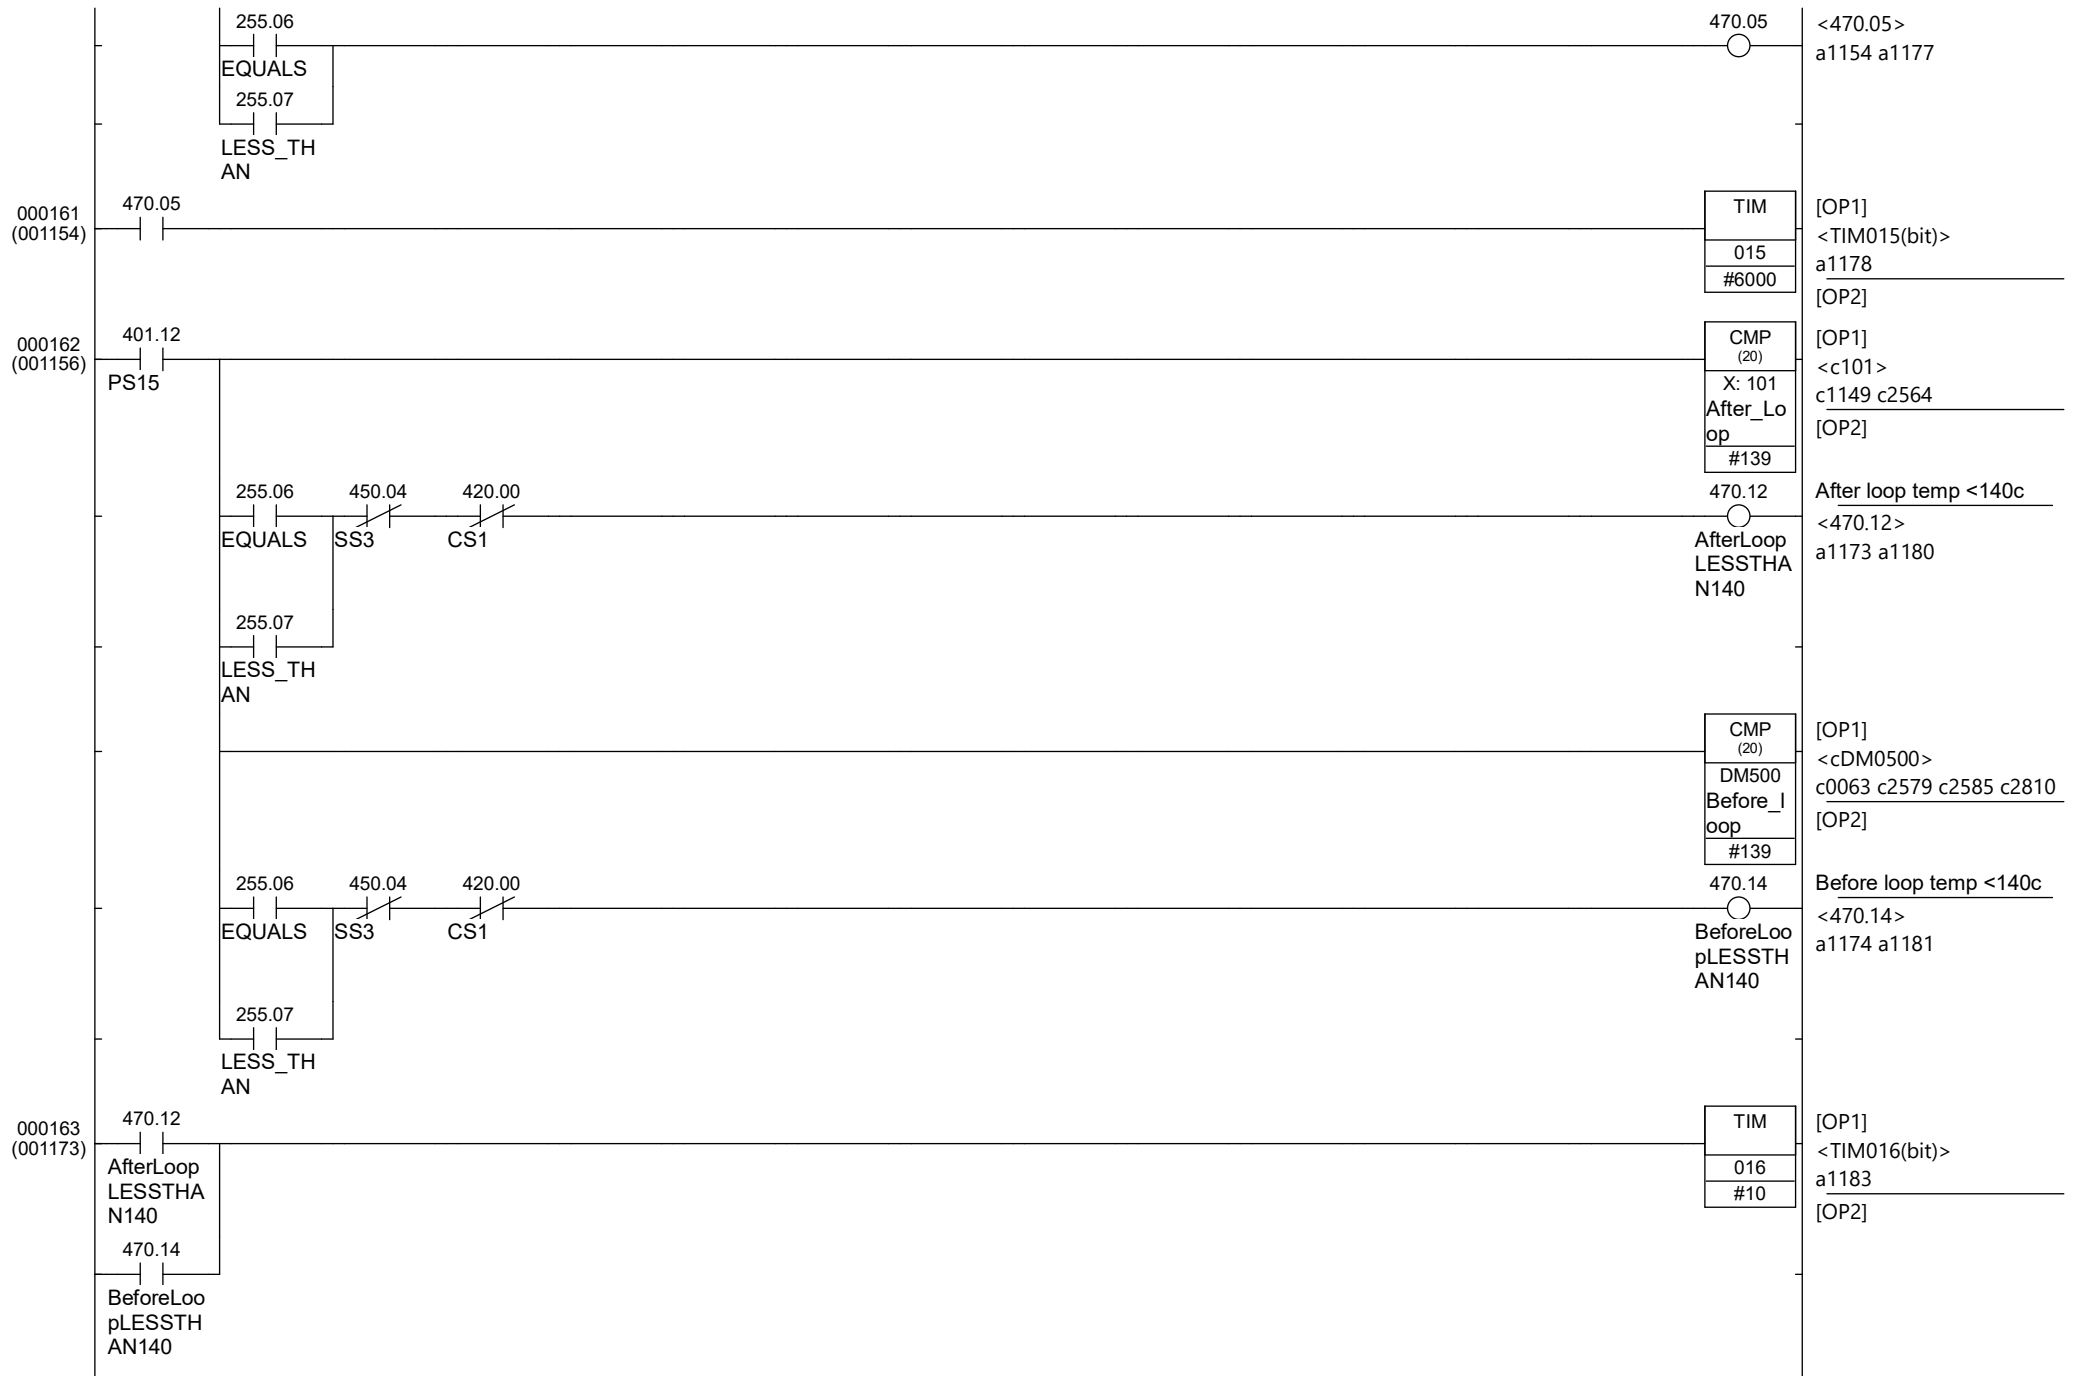 255.06
470.05
<470.05>
a1154 a1177
EQUALS
255.07
LESS_TH
AN
000161
(001154)
470.05
TIM
015
#6000
[OP1]
<TIM015(bit)>
a1178
[OP2]
000162
(001156)
401.12
PS15
CMP
(20)
X: 101
After_Lo
op
#139
[OP1]
<c101>
c1149 c2564
[OP2]
255.06
450.04
420.00
EQUALS
SS3
CS1
470.12
AfterLoop
LESSTHA
N140
After loop temp <140c
<470.12>
a1173 a1180
255.07
LESS_TH
AN
CMP
(20)
DM500
Before_l
oop
#139
[OP1]
<cDM0500>
c0063 c2579 c2585 c2810
[OP2]
255.06
450.04
420.00
EQUALS
SS3
CS1
470.14
BeforeLoo
pLESSTH
AN140
Before loop temp <140c
<470.14>
a1174 a1181
255.07
LESS_TH
AN
000163
(001173)
470.12
AfterLoop
LESSTHA
N140
TIM
016
#10
[OP1]
<TIM016(bit)>
a1183
[OP2]
470.14
BeforeLoo
pLESSTH
AN140